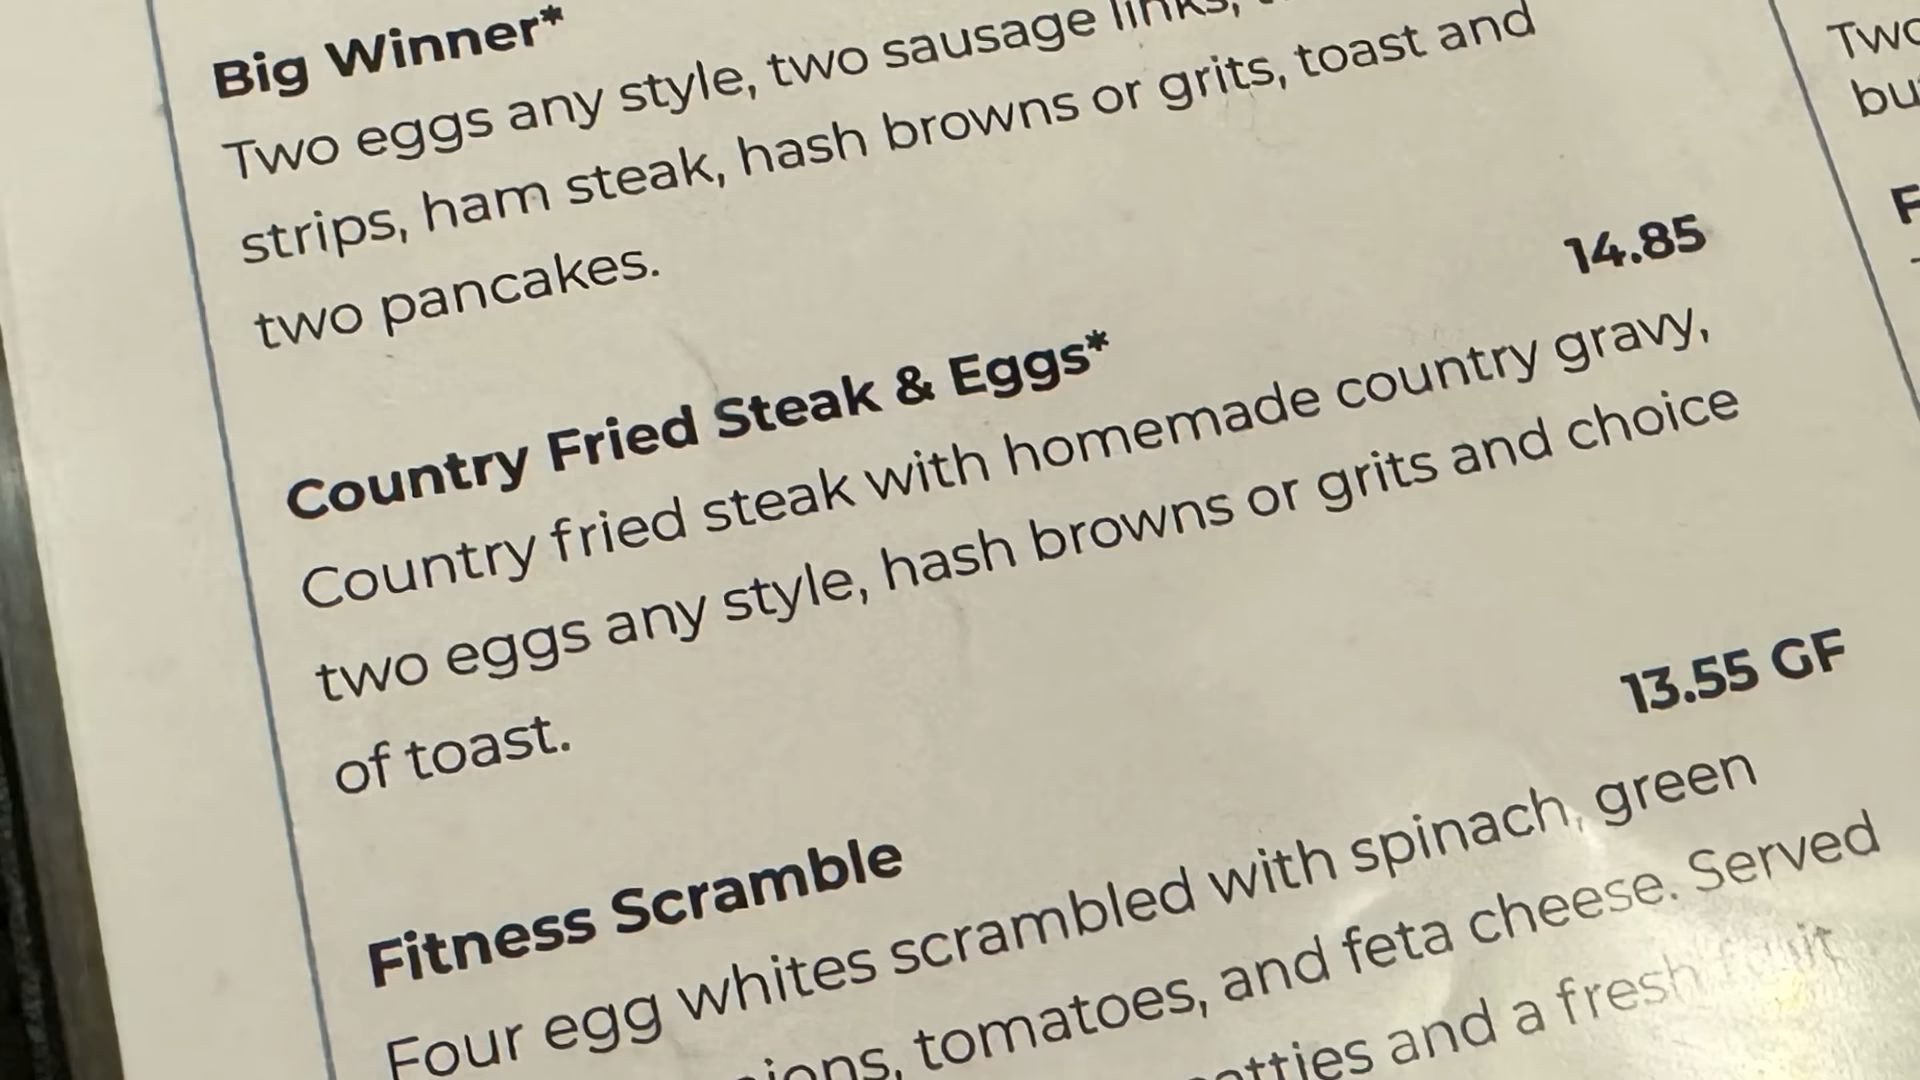 Big Winner*
Two eggs any style, two sausage links,
strips, ham steak, hash browns or grits, toast and
two pancakes.
Country Fried Steak & Eggs* 14.85
Country fried steak with homemade country gravy,
two eggs any style, hash browns or grits and choice
of toast.
Fitness Scramble 13.55 GF
Four egg whites scrambled with spinach, green
tomatoes, and feta cheese. Served
and a fresh fruit